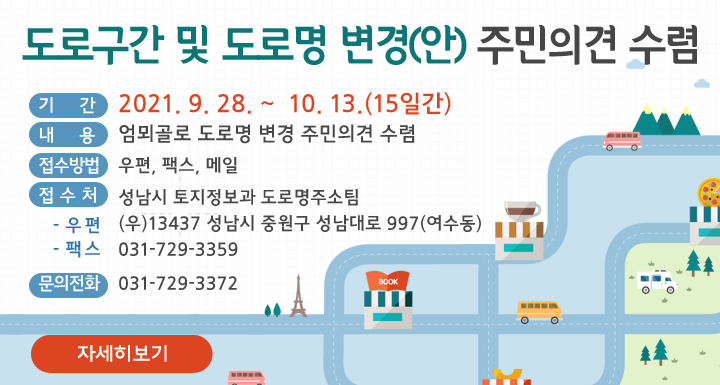 도로구간 및 도로명 변경(안) 주민의견 수렴
기 간 2021. 9. 28. ~ 10. 13.(15일간)
내 용 엄뫼골로 도로명 변경 주민의견 수렴
접수방법 우편, 팩스, 메일
접 수 처 성남시 토지정보과 도로명주소팀
- 우 편 (우)13437 성남시 중원구 성남대로 997(여수동)
- 팩 스 031-729-3359
문의전화 031-729-3372
BOOK
자세히보기